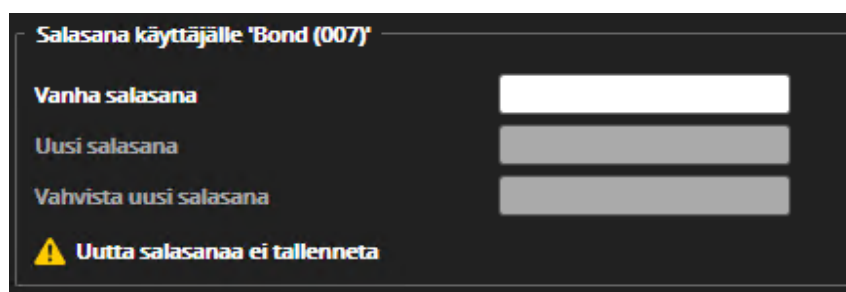 Salasana käyttäjälle 'Bond (007)'
Vanha salasana
Uusi salasana
Vahvista uusi salasana
Uutta salasanaa ei tallenneta